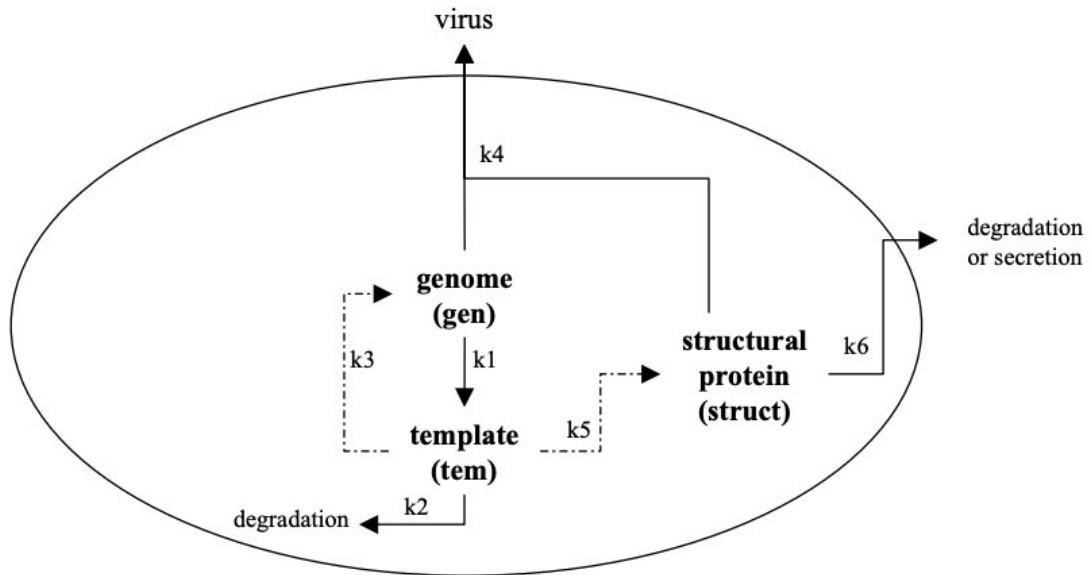 virus
k4
degradation
or secretion
genome
(gen)
k3
k1
structural
protein
(struct)
k6
template
(tem)
k5
k2
degradation